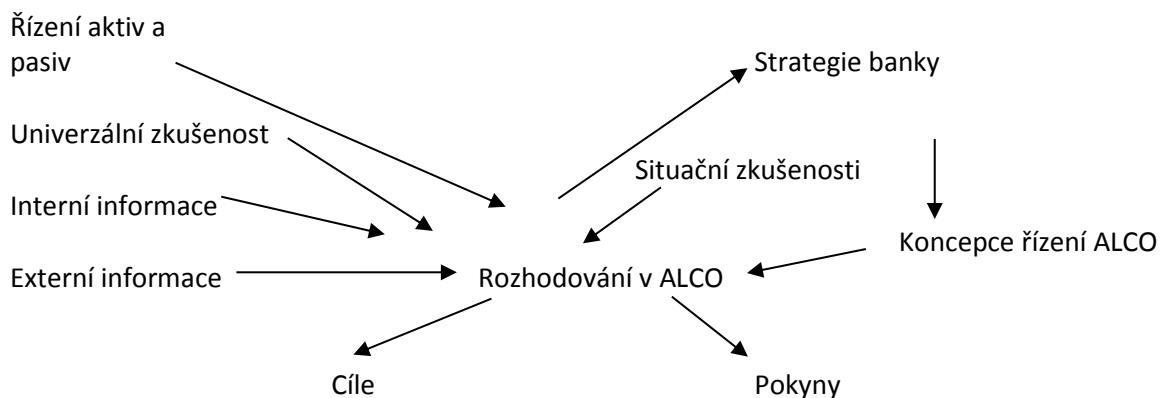 Řízení aktiv a
pasiv
Strategie banky
Univerzální zkušenost
Situační zkušenosti
Interní informace
Koncepce řízení ALCO
Externí informace
Rozhodování v ALCO
Cíle
Pokyny